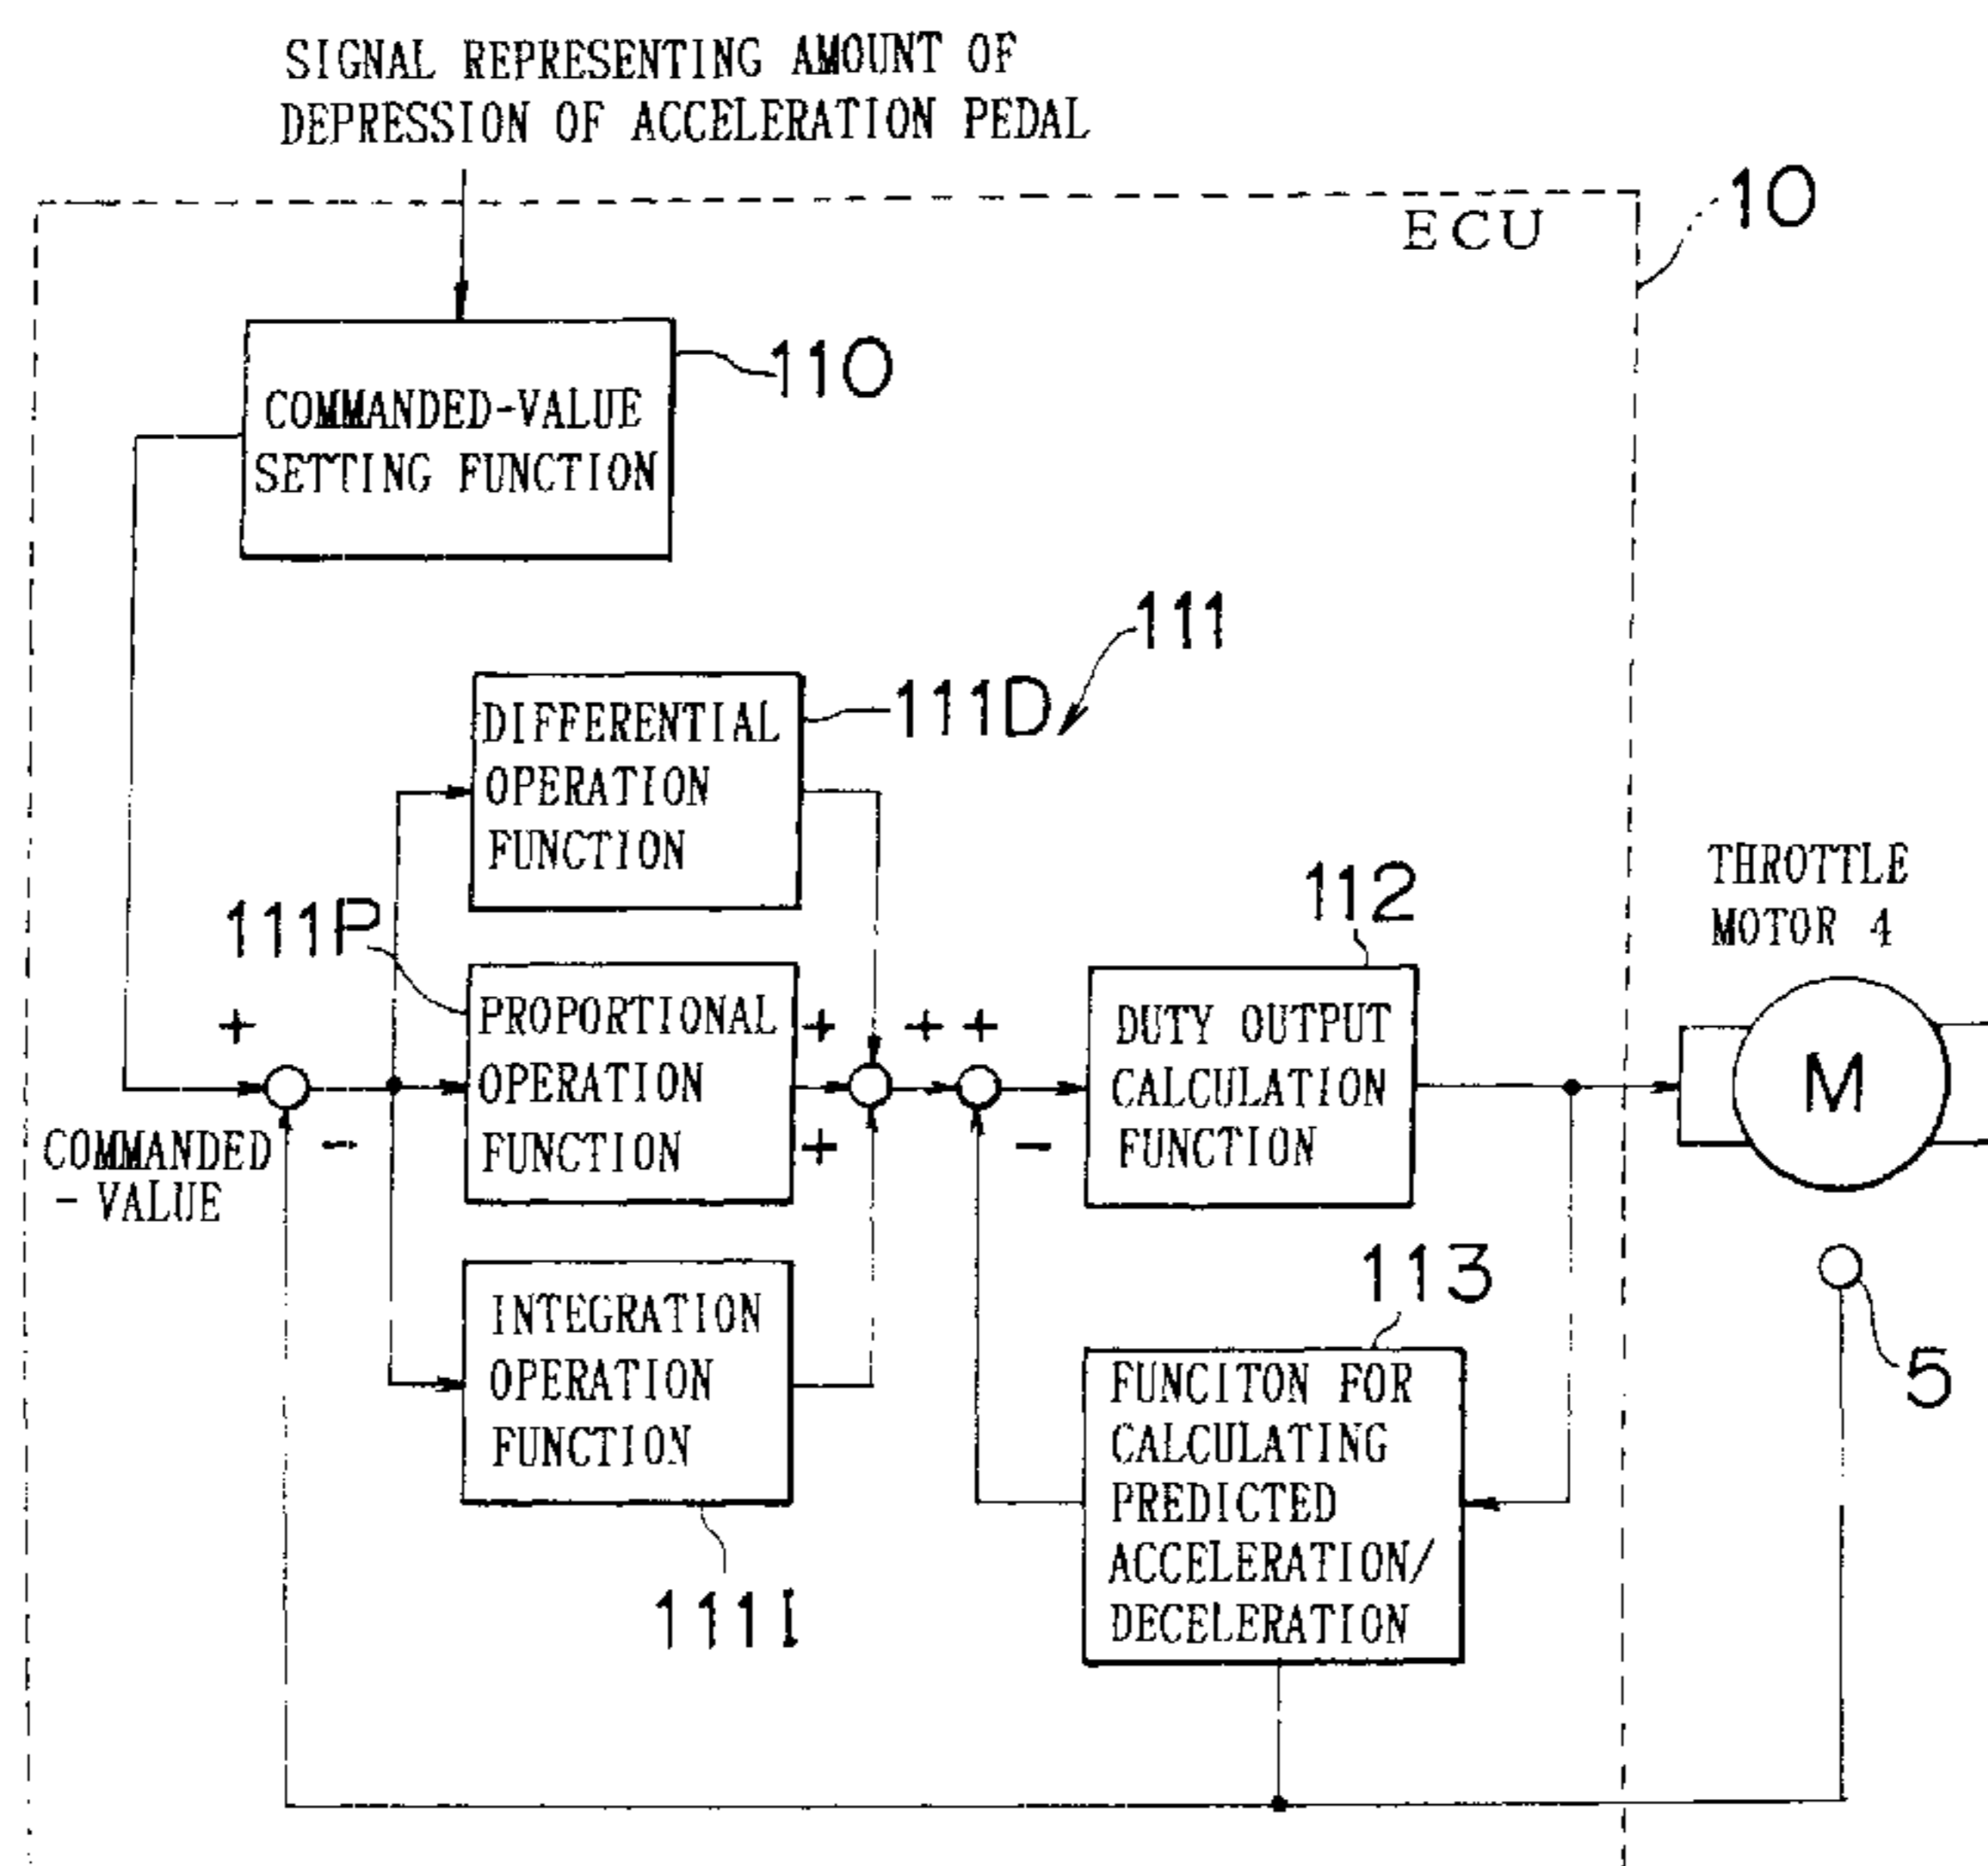 SIGNAL REPRESENTING AMOUNT OF
DEPRESSION OF ACCELERATION PEDAL
10
ECU
110
COMMANDED-VALUE
SETTING FUNCTION
111
111D
DIFFERENTIAL
OPERATION
FUNCTION
111P
PROPORTIONAL
OPERATION
FUNCTION
+
-
COMMANDED
- VALUE
+
+
+
+
-
112
DUTY OUTPUT
CALCULATION
FUNCTION
THROTTLE
MOTOR 4
M
5
INTEGRATION
OPERATION
FUNCTION
111I
113
FUNCITON FOR
CALCULATING
PREDICTED
ACCELERATION/
DECELERATION